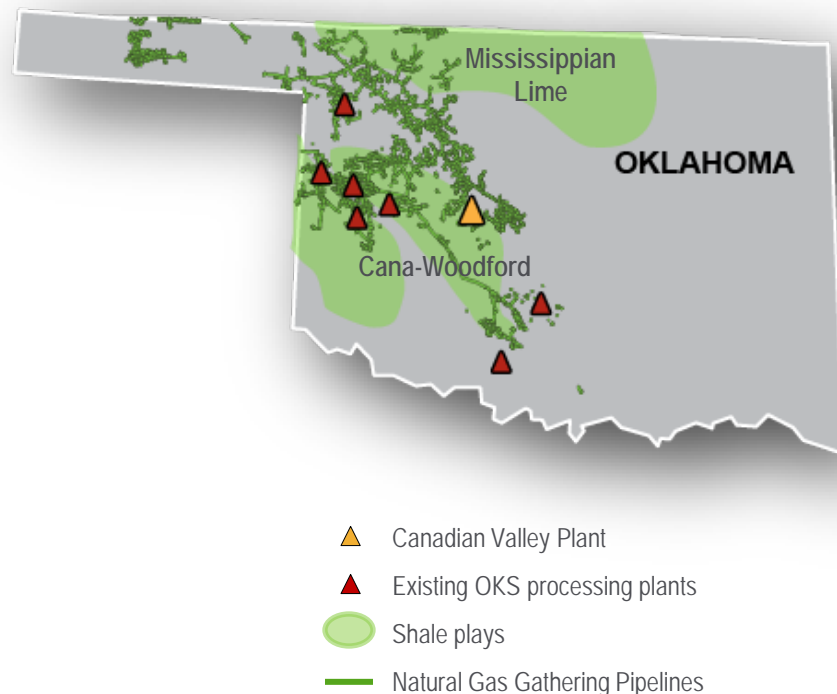 Mississippian
Lime
OKLAHOMA
Cana-Woodford
Canadian Valley Plant
Existing OKS processing plants
Shale plays
Natural Gas Gathering Pipelines